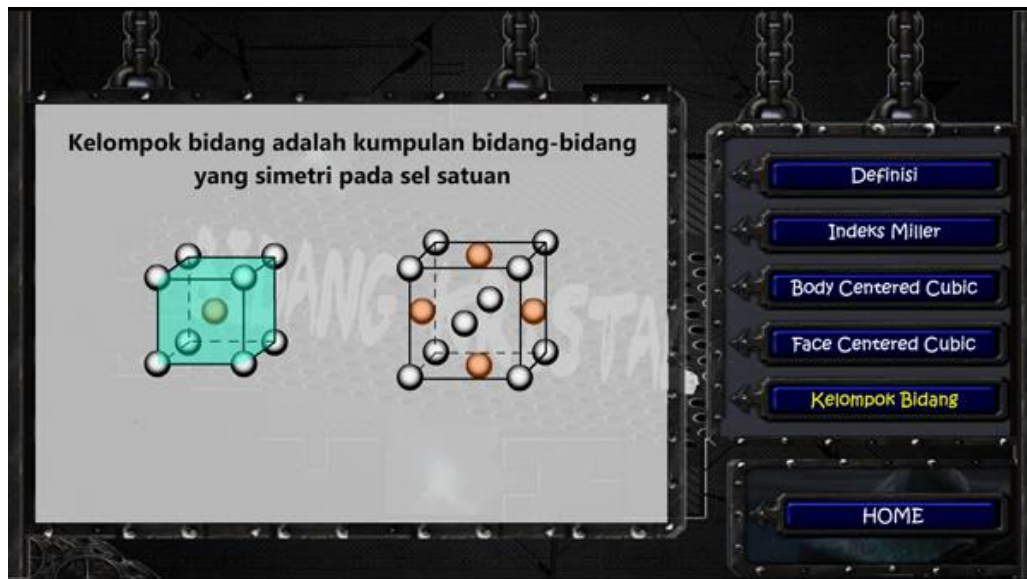 Kelompok bidang adalah kumpulan bidang-bidang
yang simetri pada sel satuan
Definisi
Indeks Miller
Body Centered Cubic
Face Centered Cubic
Kelompok Bidang
HOME